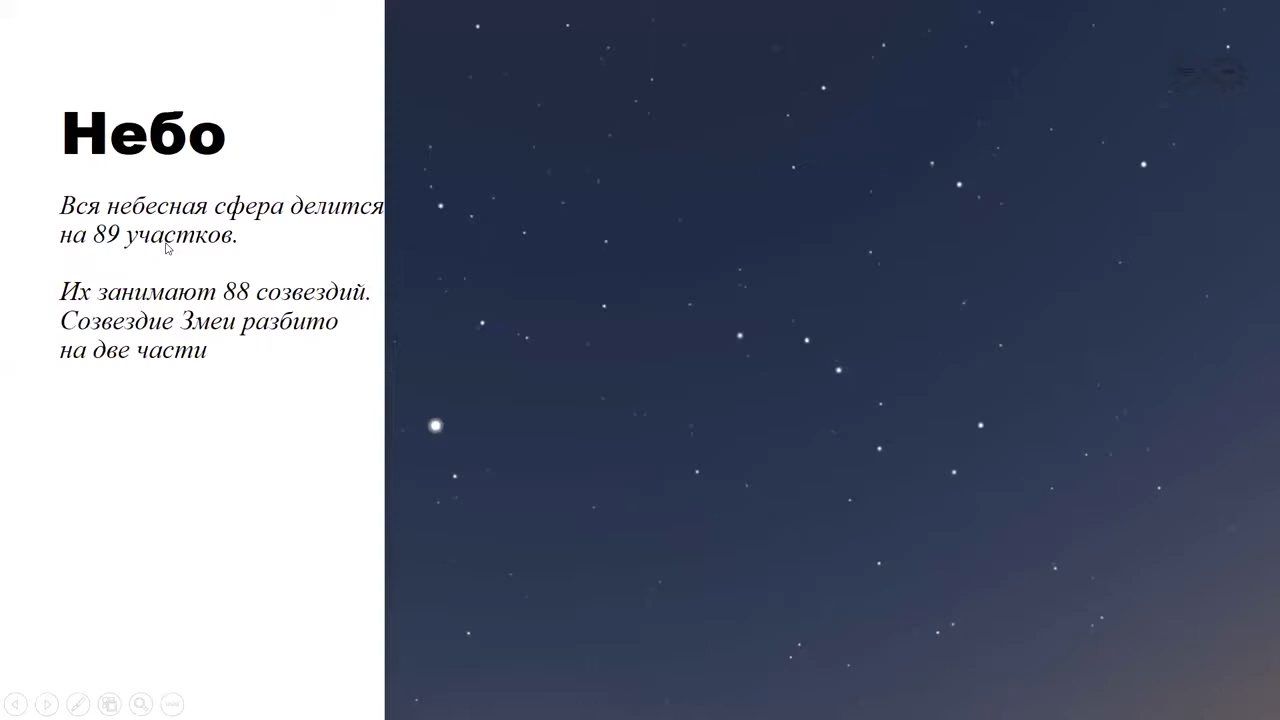 Небо
Вся небесная сфера делится
на 89 участков.
Их занимают 88 созвездий.
Созвездие Змеи разбито
на две части